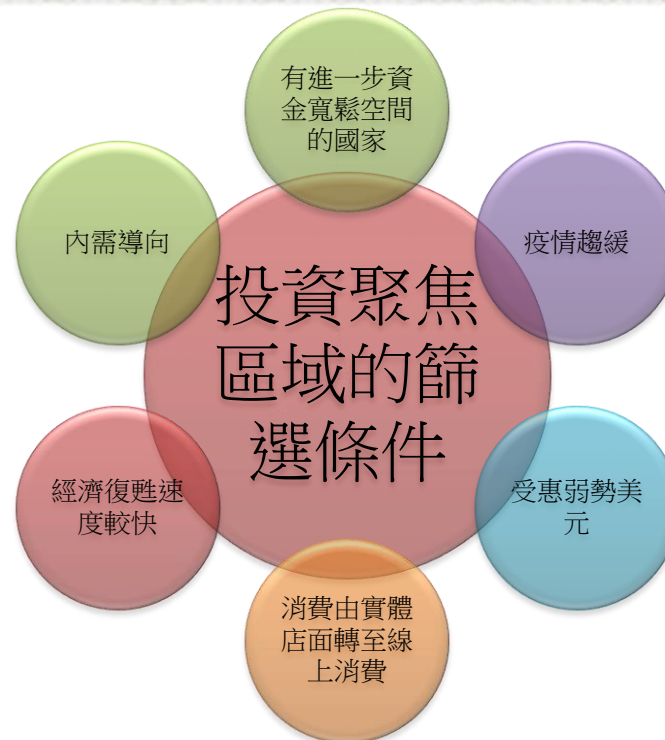 有進一步資
金寬鬆空間
的國家
內需導向
疫情趨緩
投資聚焦
區域的篩
選條件
經濟復甦速
度較快
受惠弱勢美
元
消費由實體
店面轉至線
上消費